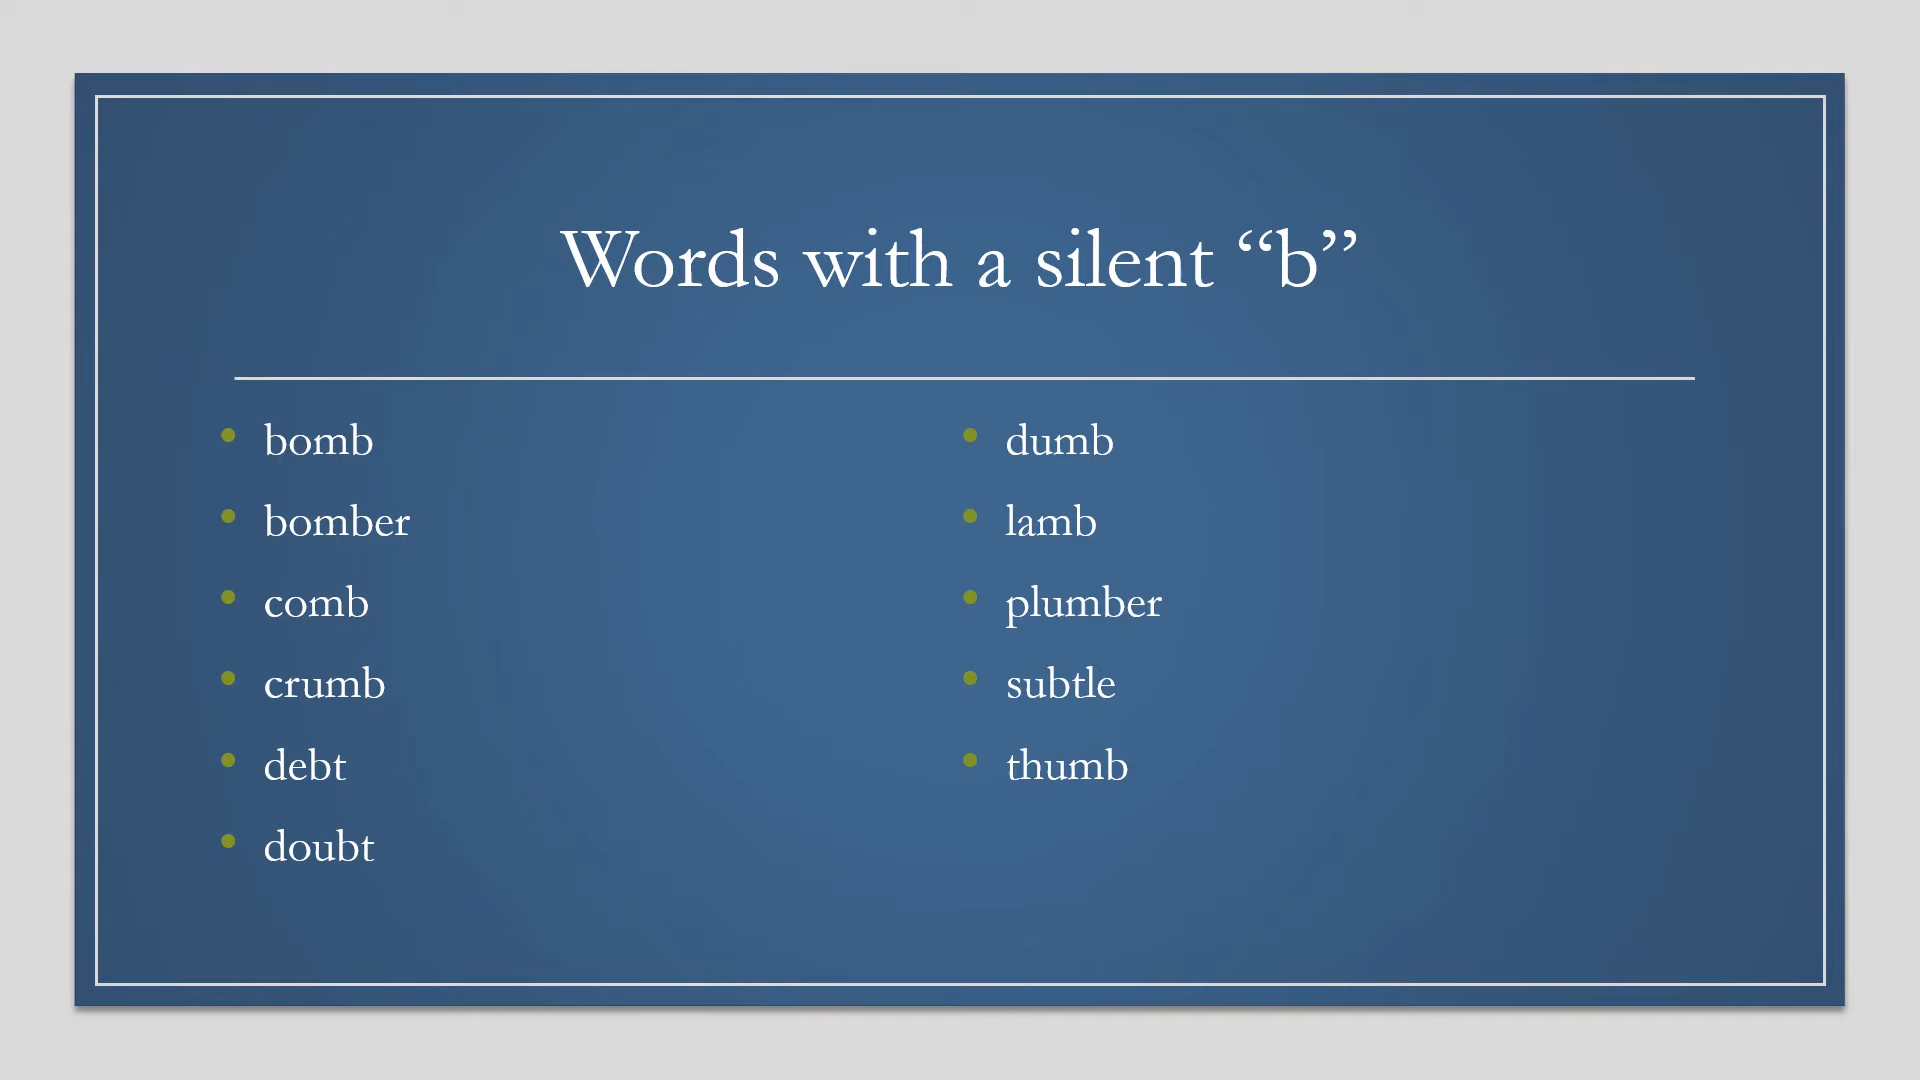 Words with a silent “b”
bomb
bomber
comb
crumb
debt
doubt
dumb
lamb
plumber
subtle
thumb